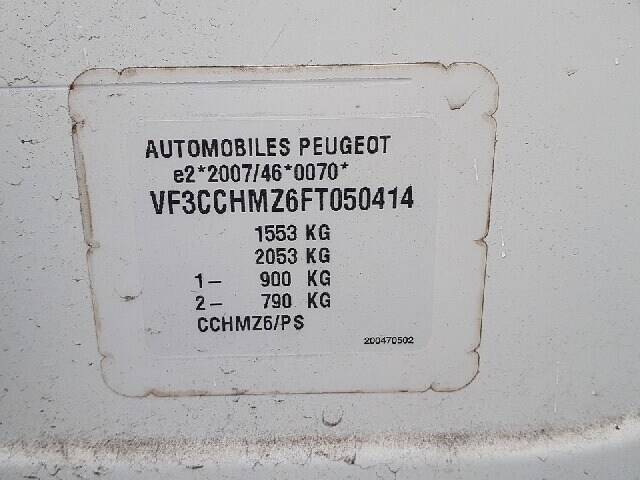 AUTOMOBILES PEUGEOT
e2*2007/46*0070*
VF3CCHMZ6FT050414
1553 KG
2053 KG
1- 900 KG
2- 790 KG
CCHMZ6/PS
200470502